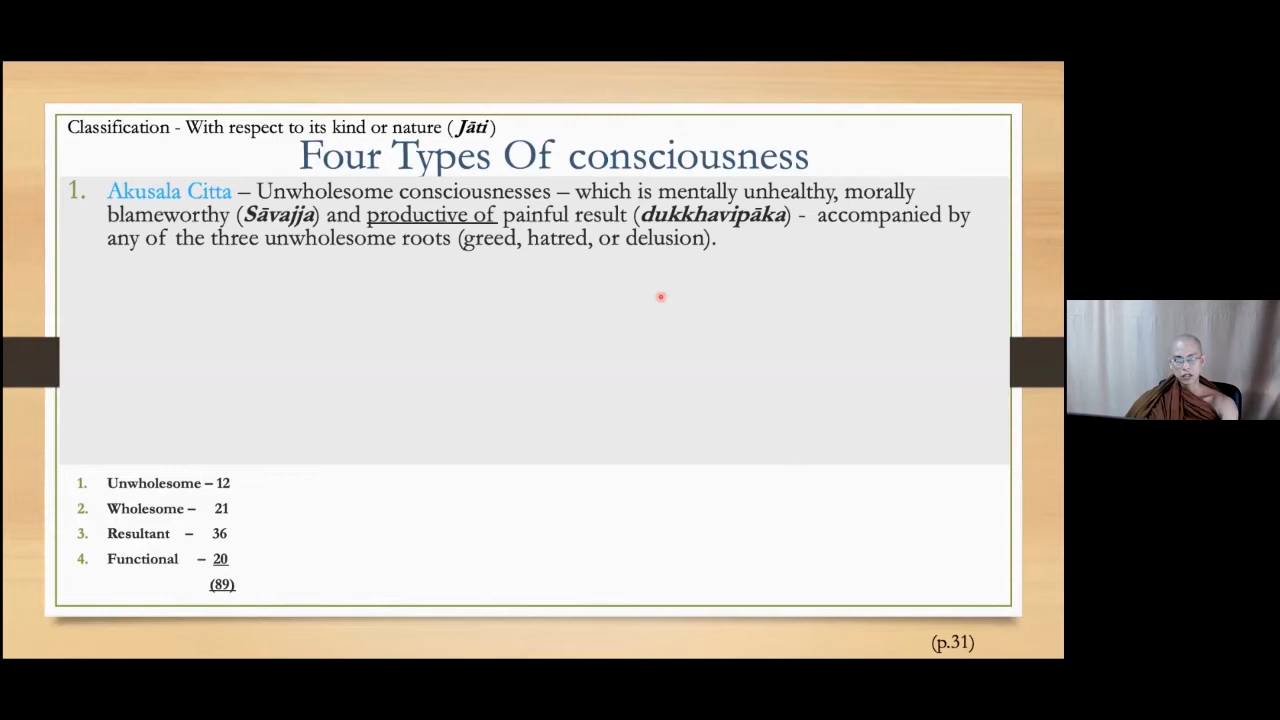 Classification - With respect to its kind or nature ( Jāti )
Four Types Of consciousness
1. Akusala Citta – Unwholesome consciousnesses – which is mentally unhealthy, morally
blameworthy (Sāvajja) and productive of painful result (dukkhavipāka) - accompanied by
any of the three unwholesome roots (greed, hatred, or delusion).
1. Unwholesome – 12
2. Wholesome – 21
3. Resultant – 36
4. Functional – 20
(89)
(p.31)